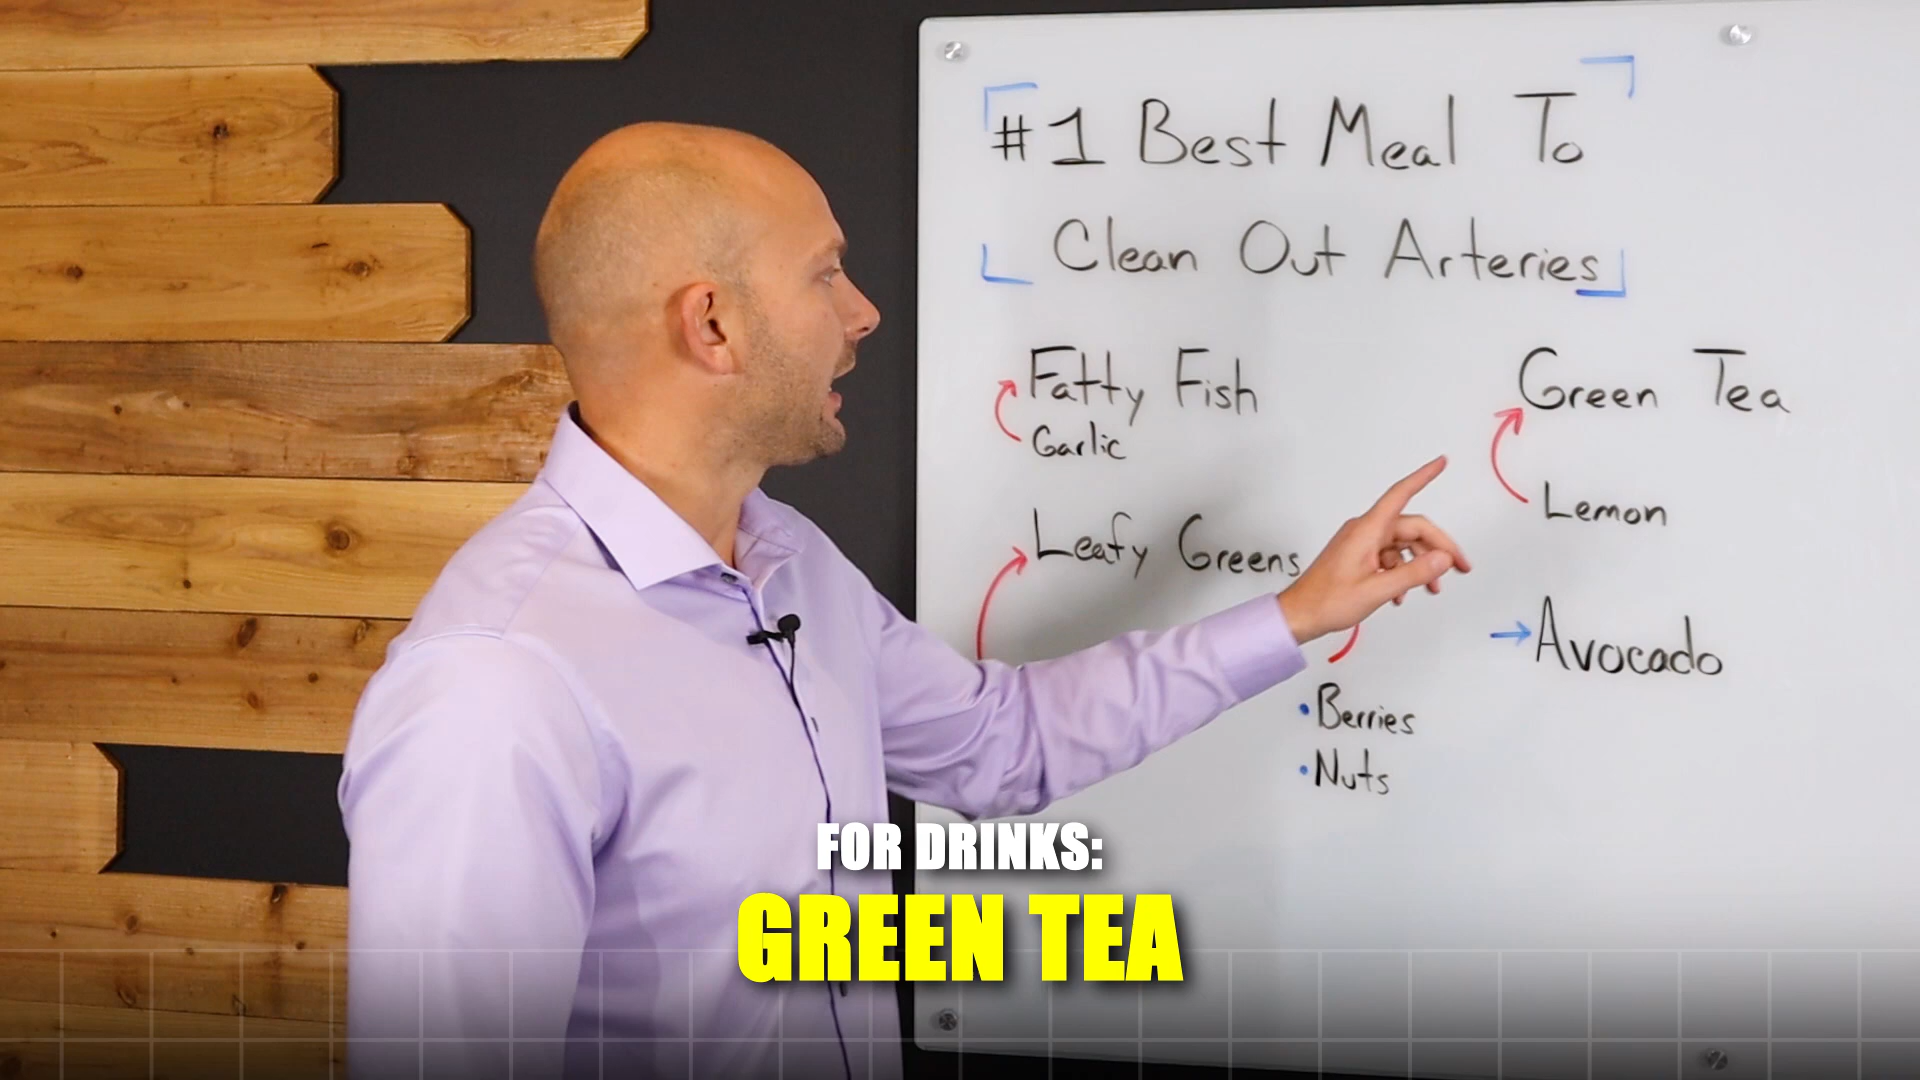 #1 Best Meal To
Clean Out Arteries
Fatty Fish
Garlic
Leafy Greens
• Berries
• Nuts
Green Tea
Lemon
Avocado
FOR DRINKS:
GREEN TEA